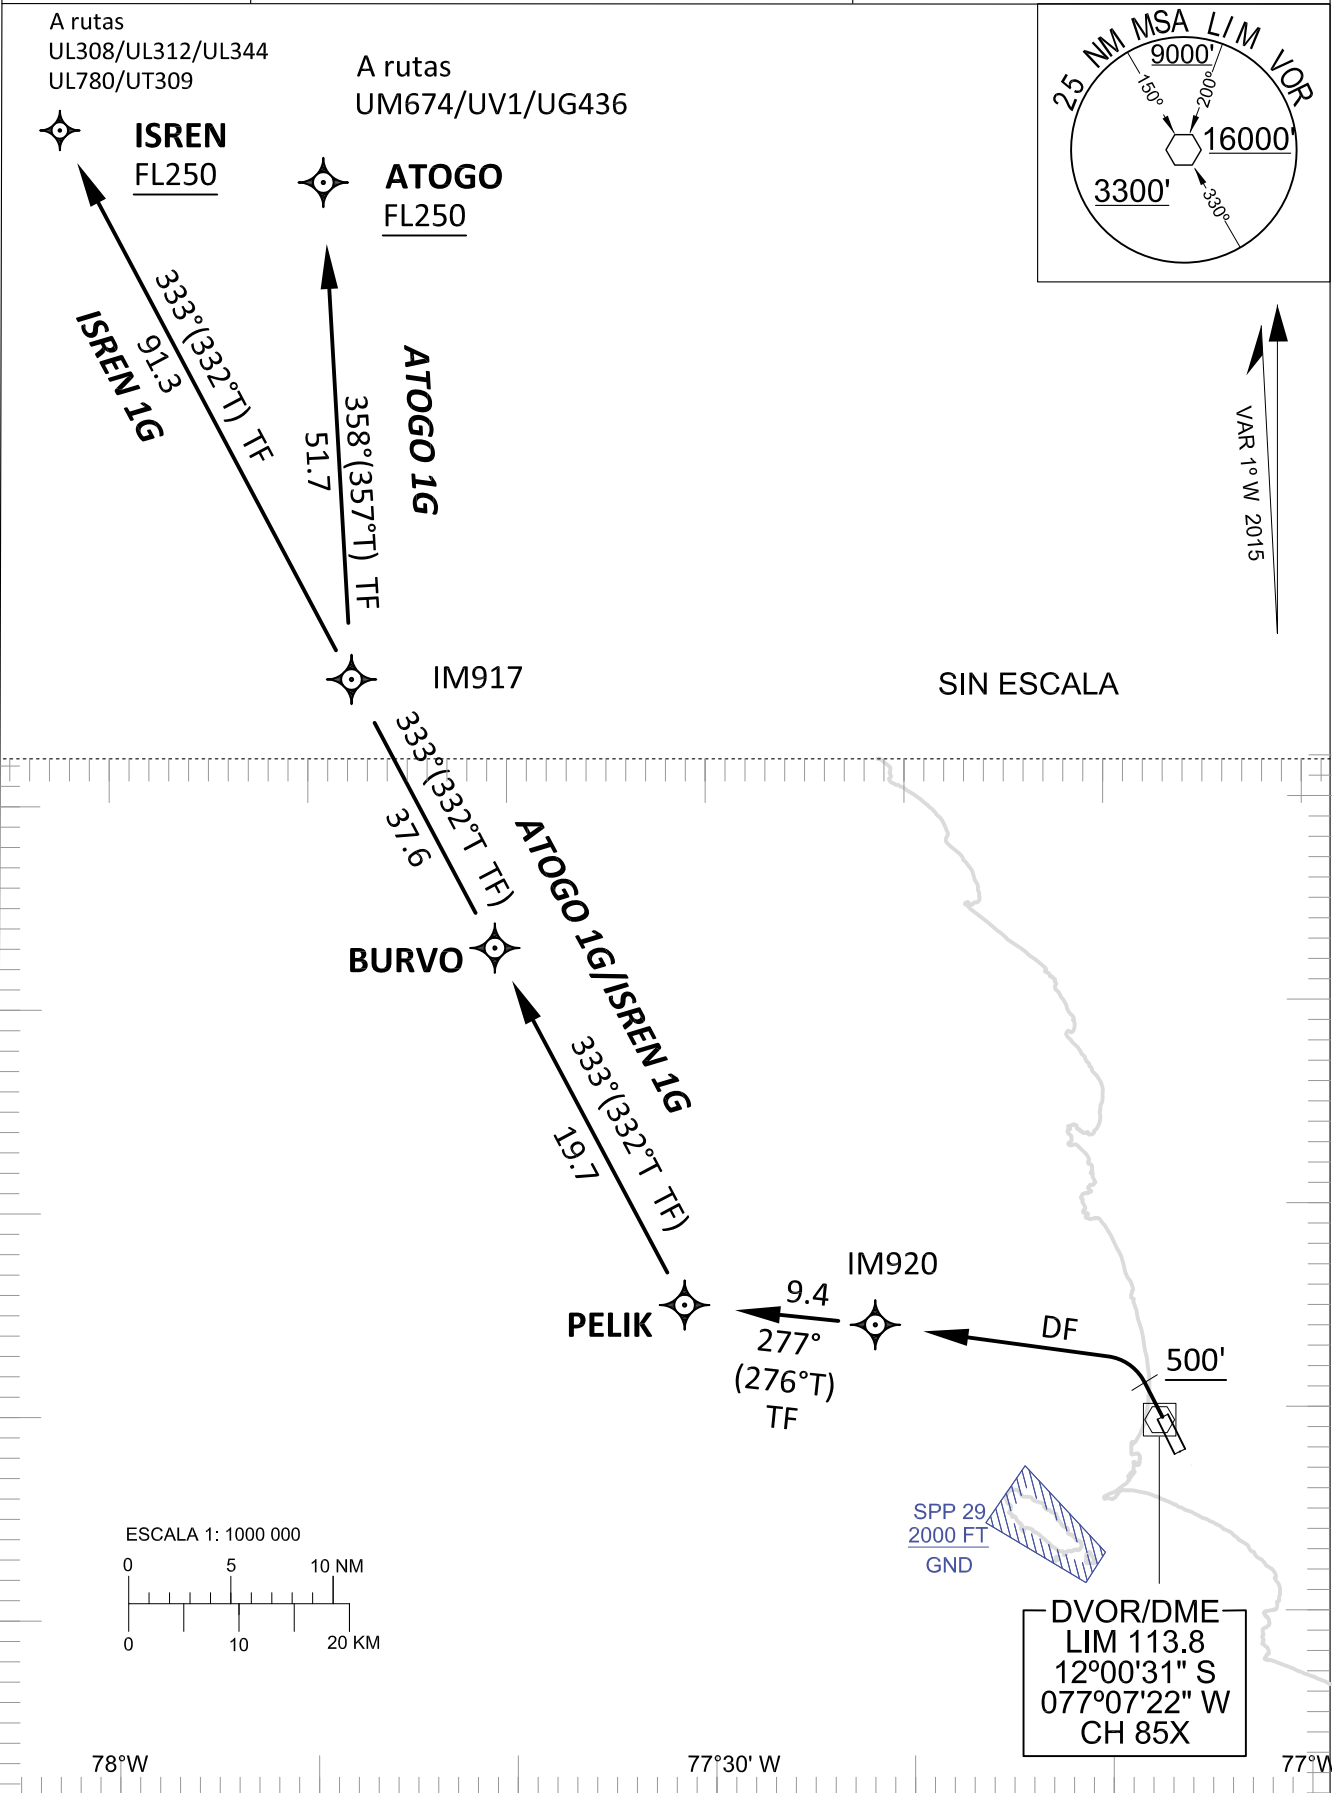 A rutas
UL308/UL312/UL344
UL780/UT309
A rutas
UM674/UV1/UG436
ISREN
FL250
ATOGO
FL250
25 NM MSA LIM VOR
9000'
150°
200°
16000'
3300'
330°
VAR 1° W 2015
333°(332°T) TF
91.3
ISREN 1G
358°(357°T) TF
51.7
ATOGO 1G
IM917
SIN ESCALA
333°(332°T TF)
37.6
ATOGO 1G/ISREN 1G
BURVO
333°(332°T TF)
19.7
IM920
PELIK
9.4
277°
(276°T)
TF
DF
500'
SPP 29
2000 FT
GND
ESCALA 1: 1000 000
0 5 10 NM
0 10 20 KM
DVOR/DME
LIM 113.8
12º00'31" S
077º07'22" W
CH 85X
78°W
77°30' W
77°W